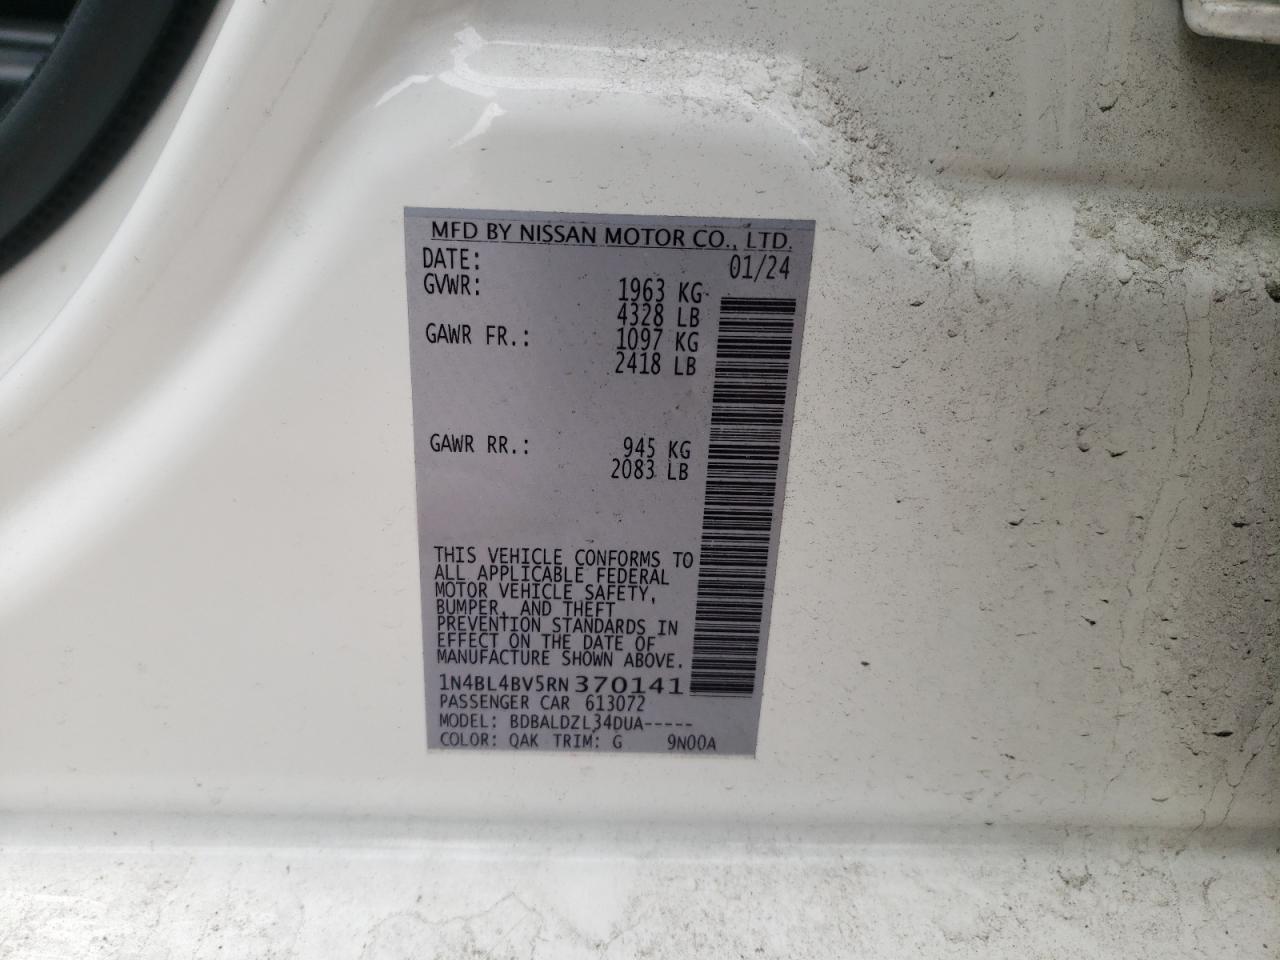 MFD BY NISSAN MOTOR CO., LTD.
DATE: 01/24
GVWR: 1963 KG
4328 LB
GAWR FR.: 1097 KG
2418 LB
GAWR RR.: 945 KG
2083 LB
THIS VEHICLE CONFORMS TO
ALL APPLICABLE FEDERAL
MOTOR VEHICLE SAFETY,
BUMPER, AND THEFT
PREVENTION STANDARDS IN
EFFECT ON THE DATE OF
MANUFACTURE SHOWN ABOVE.
1N4BL4BV5RN370141
PASSENGER CAR 613072
MODEL: BDBALDZL34DUA-----
COLOR: QAK TRIM: G 9N00A